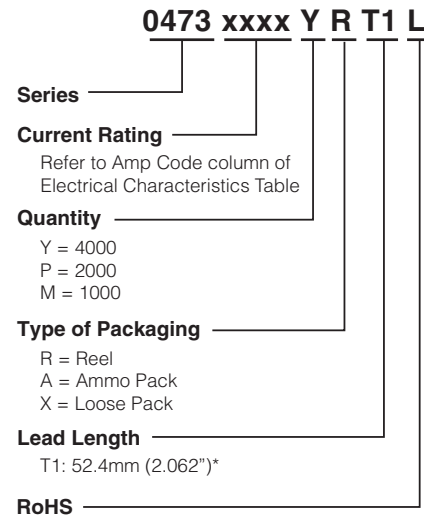 0473 xxxx Y R T1 L
Series
Current Rating
Refer to Amp Code column of
Electrical Characteristics Table
Quantity
Y = 4000
P = 2000
M = 1000
Type of Packaging
R = Reel
A = Ammo Pack
X = Loose Pack
Lead Length
T1: 52.4mm (2.062”)*
RoHS